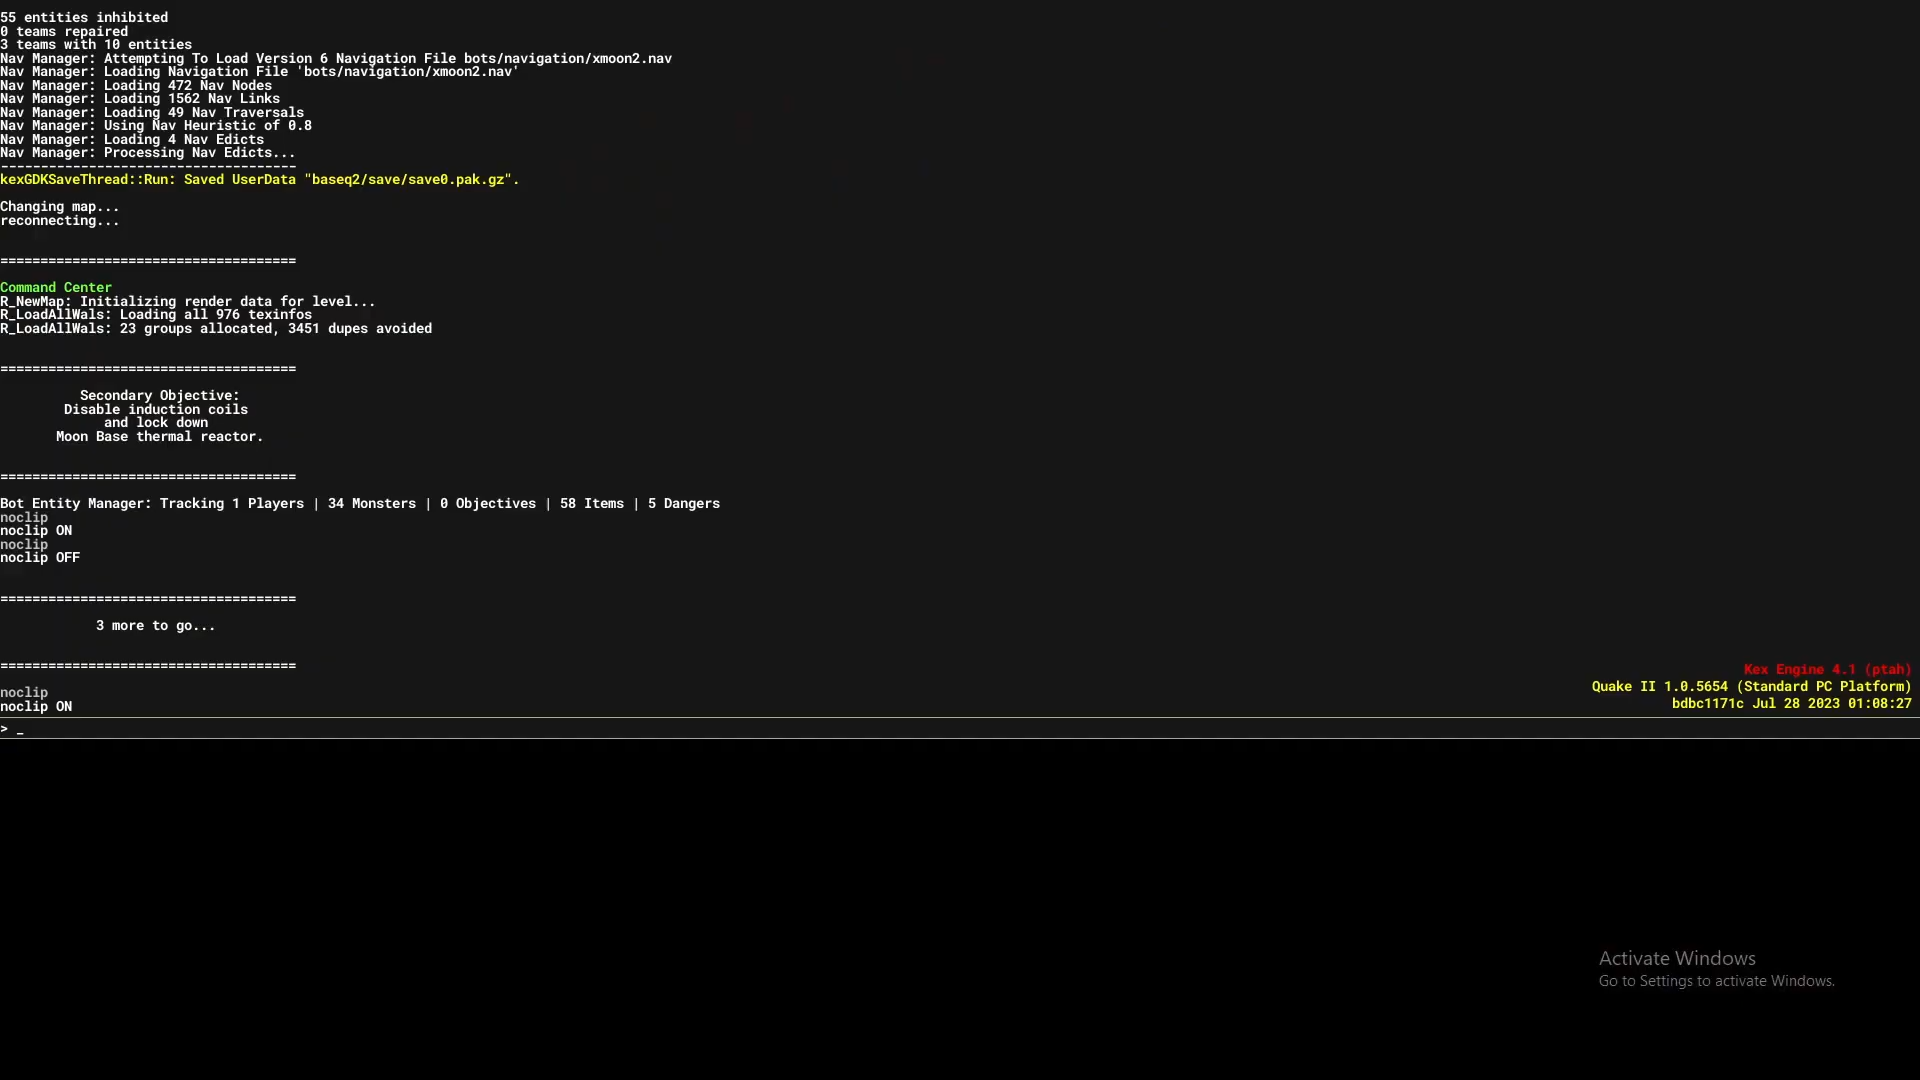 55 entities inhibited
0 teams repaired
3 teams with 10 entities
Nav Manager: Attempting To Load Version 6 Navigation File bots/navigation/xmoon2.nav
Nav Manager: Loading Navigation File 'bots/navigation/xmoon2.nav'
Nav Manager: Loading 472 Nav Nodes
Nav Manager: Loading 1562 Nav Links
Nav Manager: Loading 49 Nav Traversals
Nav Manager: Using Nav Heuristic of 0.8
Nav Manager: Loading 4 Nav Edicts
Nav Manager: Processing Nav Edicts...
-------------------------------------
kexGDKSaveThread::Run: Saved UserData "baseq2/save/save0.pak.gz".
Changing map...
reconnecting...
=====================================
Command Center
R_NewMap: Initializing render data for level...
R_LoadAllWals: Loading all 976 texinfos
R_LoadAllWals: 23 groups allocated, 3451 dupes avoided
=====================================
Secondary Objective:
Disable induction coils
and lock down
Moon Base thermal reactor.
=====================================
Bot Entity Manager: Tracking 1 Players | 34 Monsters | 0 Objectives | 58 Items | 5 Dangers
noclip
noclip ON
noclip
noclip OFF
=====================================
3 more to go...
=====================================
noclip
noclip ON
> _
Kex Engine 4.1 (ptah)
Quake II 1.0.5654 (Standard PC Platform)
bdbc1171c Jul 28 2023 01:08:27
Activate Windows
Go to Settings to activate Windows.